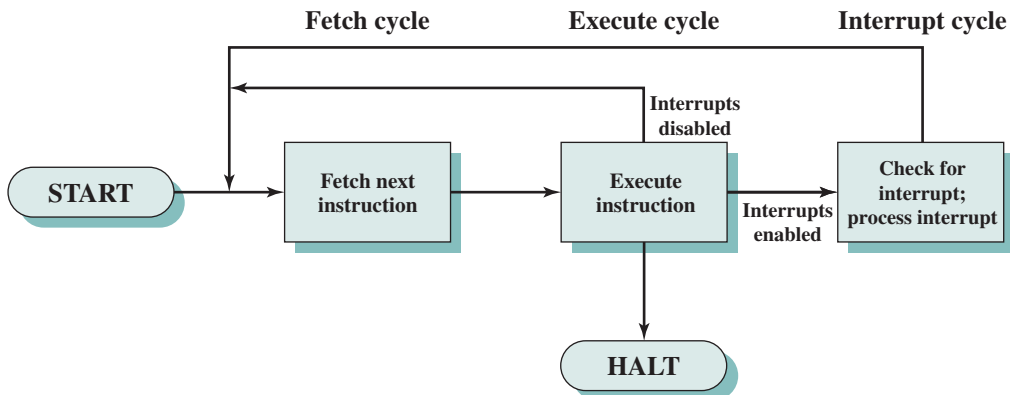 Fetch cycle
Execute cycle
Interrupt cycle
Interrupts
disabled
START
Fetch next
instruction
Execute
instruction
Interrupts
enabled
Check for
interrupt;
process interrupt
HALT